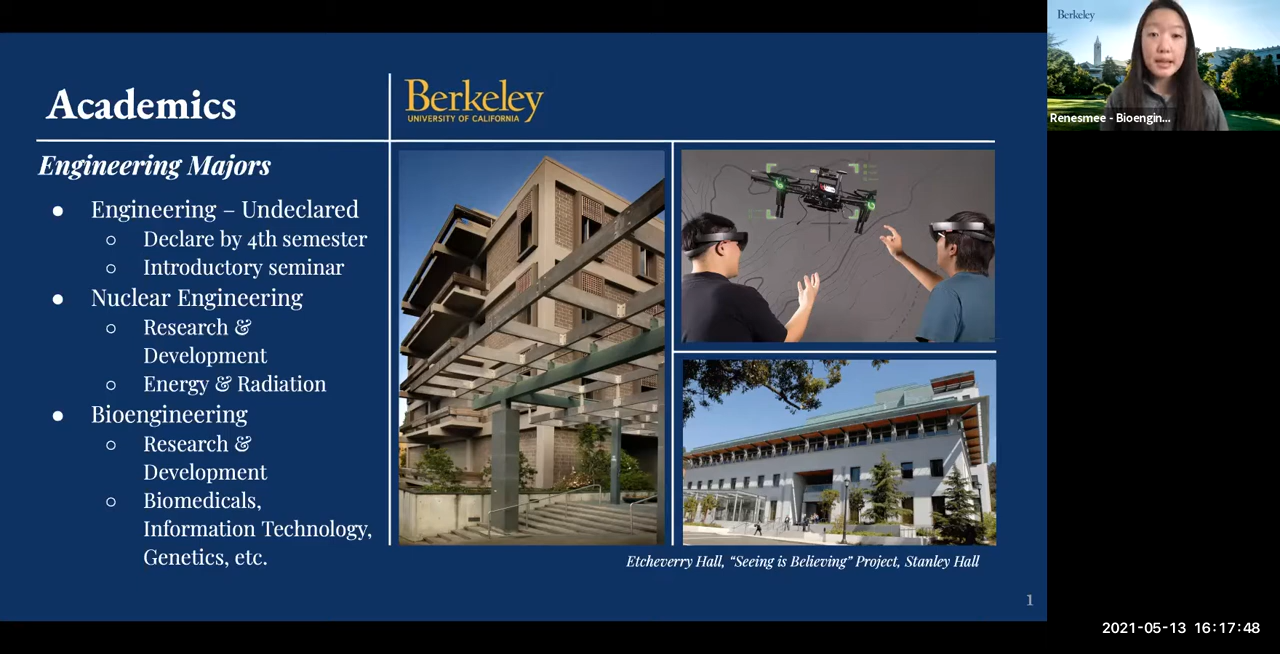 Academics
Berkeley
UNIVERSITY OF CALIFORNIA
Engineering Majors
● Engineering – Undeclared
○ Declare by 4th semester
○ Introductory seminar
● Nuclear Engineering
○ Research &
Development
○ Energy & Radiation
● Bioengineering
○ Research &
Development
○ Biomedicals,
Information Technology,
Genetics, etc.
Etcheverry Hall, “Seeing is Believing” Project, Stanley Hall
1
Berkeley
Renesmee - Bioengin...
2021-05-13 16:17:48